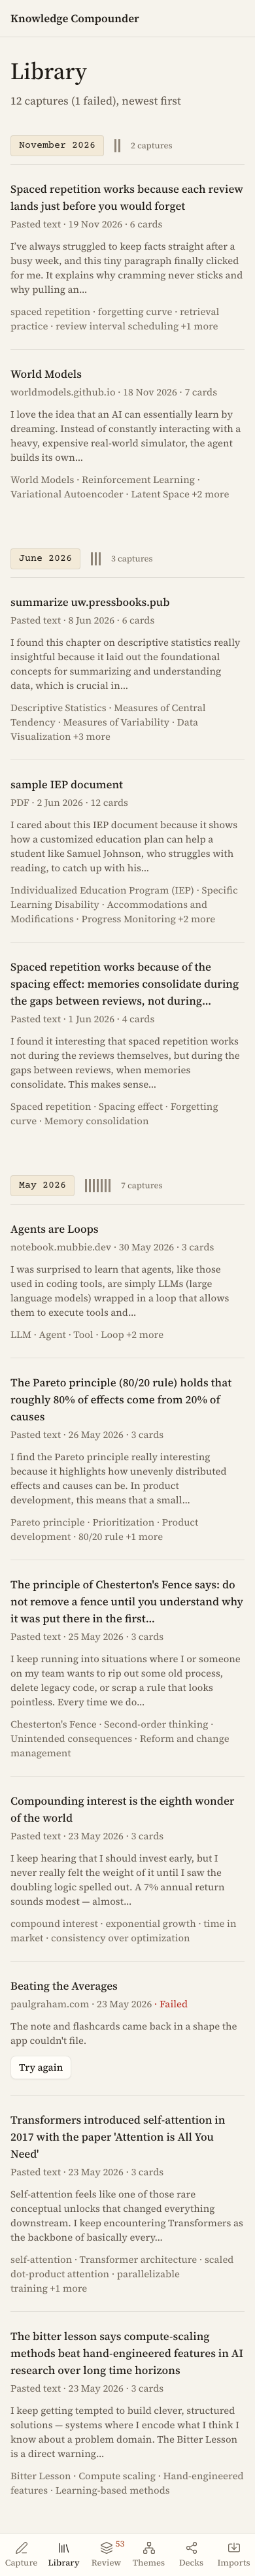 Knowledge Compounder
Library
12 captures (1 failed), newest first
November 2026
2 captures
Spaced repetition works because each review
lands just before you would forget
Pasted text · 19 Nov 2026 · 6 cards
I've always struggled to keep facts straight after a
busy week, and this tiny paragraph finally clicked
for me. It explains why cramming never sticks and
why pulling an...
spaced repetition · forgetting curve · retrieval
practice · review interval scheduling +1 more
World Models
worldmodels.github.io · 18 Nov 2026 · 7 cards
I love the idea that an AI can essentially learn by
dreaming. Instead of constantly interacting with a
heavy, expensive real-world simulator, the agent
builds its own...
World Models · Reinforcement Learning ·
Variational Autoencoder · Latent Space +2 more
June 2026
3 captures
summarize uw.pressbooks.pub
Pasted text · 8 Jun 2026 · 6 cards
I found this chapter on descriptive statistics really
insightful because it laid out the foundational
concepts for summarizing and understanding
data, which is crucial in...
Descriptive Statistics · Measures of Central
Tendency · Measures of Variability · Data
Visualization +3 more
sample IEP document
PDF · 2 Jun 2026 · 12 cards
I cared about this IEP document because it shows
how a customized education plan can help a
student like Samuel Johnson, who struggles with
reading, to catch up with his...
Individualized Education Program (IEP) · Specific
Learning Disability · Accommodations and
Modifications · Progress Monitoring +2 more
Spaced repetition works because of the
spacing effect: memories consolidate during
the gaps between reviews, not during...
Pasted text · 1 Jun 2026 · 4 cards
I found it interesting that spaced repetition works
not during the reviews themselves, but during the
gaps between reviews, when memories
consolidate. This makes sense...
Spaced repetition · Spacing effect · Forgetting
curve · Memory consolidation
May 2026
7 captures
Agents are Loops
notebook.mubbie.dev · 30 May 2026 · 3 cards
I was surprised to learn that agents, like those
used in coding tools, are simply LLMs (large
language models) wrapped in a loop that allows
them to execute tools and...
LLM · Agent · Tool · Loop +2 more
The Pareto principle (80/20 rule) holds that
roughly 80% of effects come from 20% of
causes
Pasted text · 26 May 2026 · 3 cards
I find the Pareto principle really interesting
because it highlights how unevenly distributed
effects and causes can be. In product
development, this means that a small...
Pareto principle · Prioritization · Product
development · 80/20 rule +1 more
The principle of Chesterton's Fence says: do
not remove a fence until you understand why
it was put there in the first...
Pasted text · 25 May 2026 · 3 cards
I keep running into situations where I or someone
on my team wants to rip out some old process,
delete legacy code, or scrap a rule that looks
pointless. Every time we do...
Chesterton's Fence · Second-order thinking ·
Unintended consequences · Reform and change
management
Compounding interest is the eighth wonder
of the world
Pasted text · 23 May 2026 · 3 cards
I keep hearing that I should invest early, but I
never really felt the weight of it until I saw the
doubling logic spelled out. A 7% annual return
sounds modest — almost...
compound interest · exponential growth · time in
market · consistency over optimization
Beating the Averages
paulgraham.com · 23 May 2026 · Failed
The note and flashcards came back in a shape the
app couldn't file.
Try again
Transformers introduced self-attention in
2017 with the paper 'Attention is All You
Need'
Pasted text · 23 May 2026 · 3 cards
Self-attention feels like one of those rare
conceptual unlocks that changed everything
downstream. I keep encountering Transformers as
the backbone of basically every...
self-attention · Transformer architecture · scaled
dot-product attention · parallelizable
training +1 more
The bitter lesson says compute-scaling
methods beat hand-engineered features in AI
research over long time horizons
Pasted text · 23 May 2026 · 3 cards
I keep getting tempted to build clever, structured
solutions — systems where I encode what I think I
know about a problem domain. The Bitter Lesson
is a direct warning...
Bitter Lesson · Compute scaling · Hand-engineered
features · Learning-based methods
53
Capture Library Review Themes Decks Imports